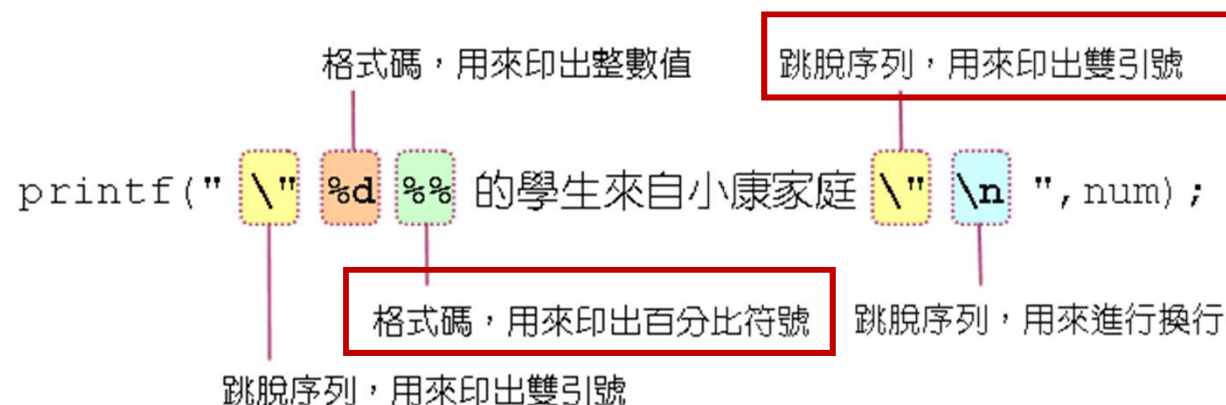 格式碼，用來印出整數值
跳脫序列，用來印出雙引號
printf(" \" %d %% 的學生來自小康家庭 \" \n ",num);
格式碼，用來印出百分比符號
跳脫序列，用來進行換行
跳脫序列，用來印出雙引號